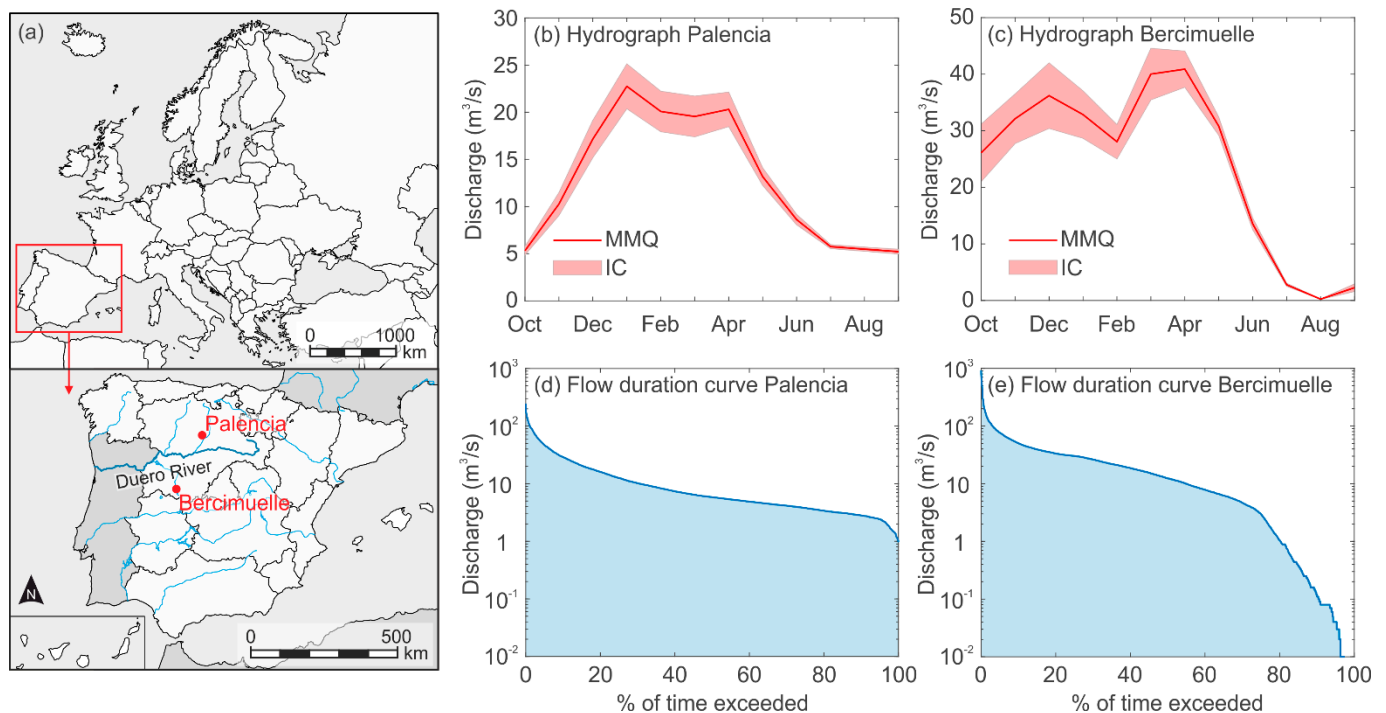 (a)
0 1000
km
Palencia
Duero River
Bercimuelle
N
0 500
km
(b) Hydrograph Palencia
Discharge (m³/s)
30
25
20
15
10
5
0
MMQ
IC
Oct Dec Feb Apr Jun Aug
(c) Hydrograph Bercimuelle
Discharge (m³/s)
50
40
30
20
10
0
MMQ
IC
Oct Dec Feb Apr Jun Aug
(d) Flow duration curve Palencia
Discharge (m³/s)
10³
10²
10
1
10⁻¹
10⁻²
0 20 40 60 80 100
% of time exceeded
(e) Flow duration curve Bercimuelle
Discharge (m³/s)
10³
10²
10
1
10⁻¹
10⁻²
0 20 40 60 80 100
% of time exceeded